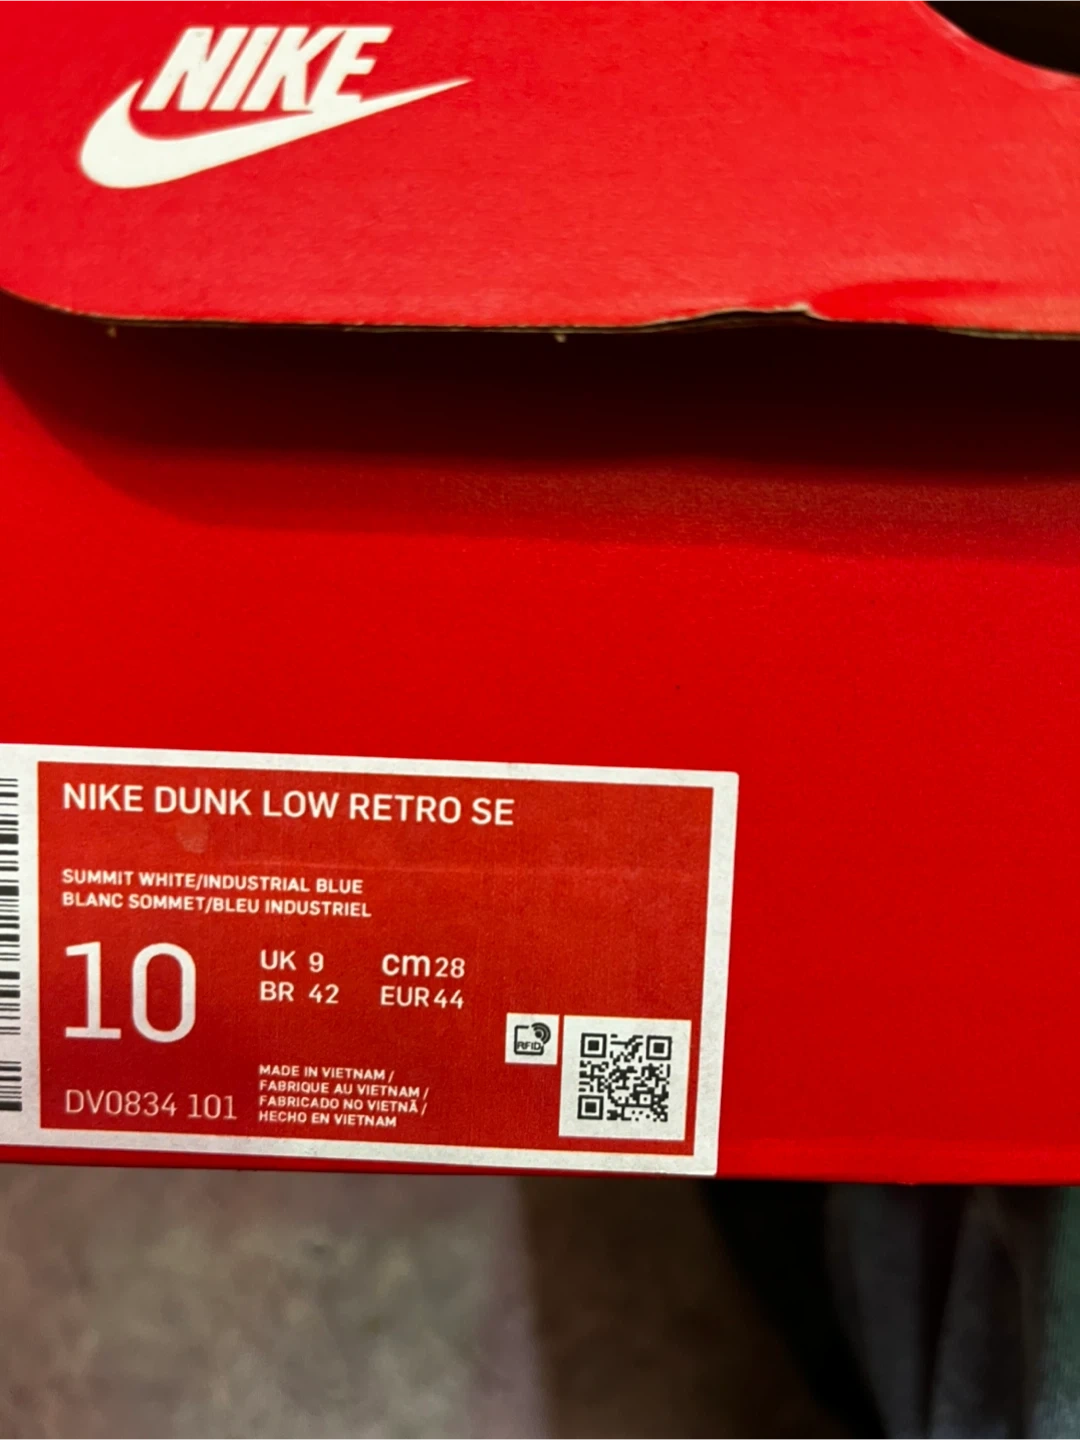 NIKE
NIKE DUNK LOW RETRO SE
SUMMIT WHITE/INDUSTRIAL BLUE
BLANC SOMMET/BLEU INDUSTRIEL
10
UK 9 cm 28
BR 42 EUR 44
RFID
MADE IN VIETNAM /
FABRIQUE AU VIETNAM /
FABRICADO NO VIETNÃ /
HECHO EN VIETNAM
DV0834 101